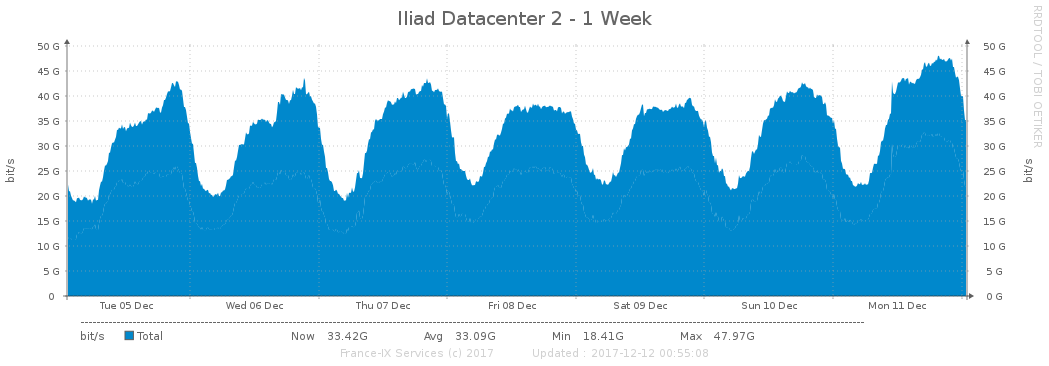 Iliad Datacenter 2 - 1 Week
RRDTOOL / TOBI OETIKER
50 G 50 G
45 G 45 G
40 G 40 G
35 G 35 G
30 G 30 G
25 G 25 G
20 G 20 G
15 G 15 G
10 G 10 G
5 G 5 G
0 0 G
bit/s bit/s
Tue 05 Dec Wed 06 Dec Thu 07 Dec Fri 08 Dec Sat 09 Dec Sun 10 Dec Mon 11 Dec
bit/s Total Now 33.42G Avg 33.09G Min 18.41G Max 47.97G
France-IX Services (c) 2017 Updated : 2017-12-12 00:55:08